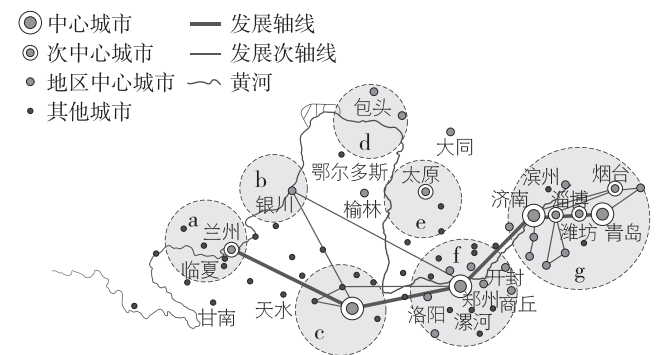 中心城市
发展轴线
次中心城市
发展次轴线
地区中心城市
黄河
其他城市
包头
d
大同
鄂尔多斯
太原
b
银川
榆林
e
滨州
烟台
济南
淄博
潍坊
青岛
g
a
兰州
临夏
f
开封
郑州
商丘
洛阳
漯河
天水
甘南
c